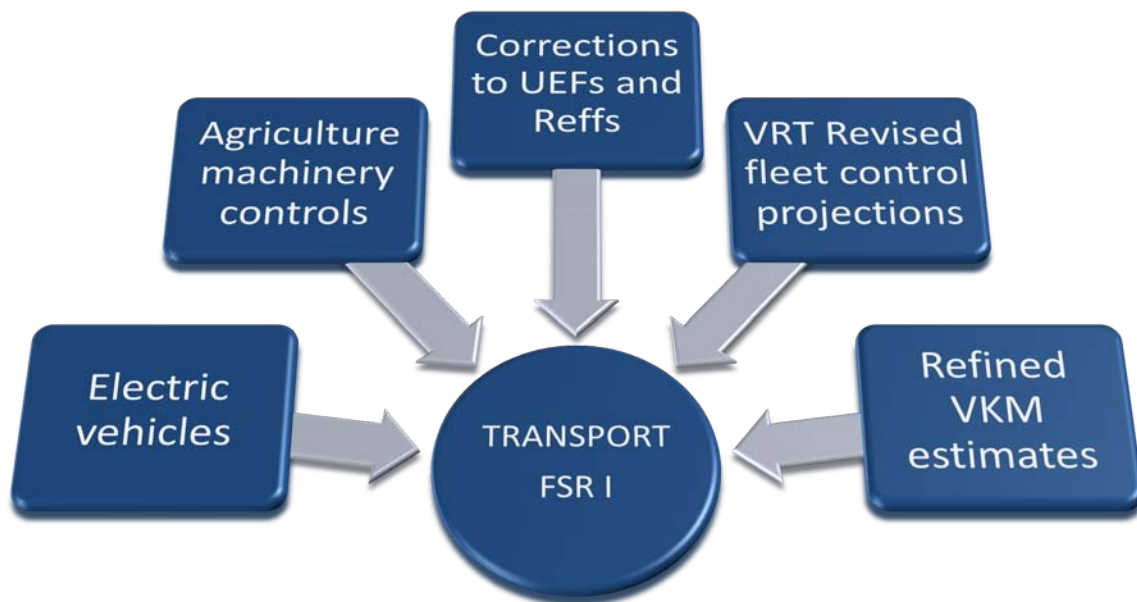 Corrections
to UEFs and
Reffs
Agriculture
machinery
controls
VRT Revised
fleet control
projections
Electric
vehicles
Refined
VKM
estimates
TRANSPORT
FSR I